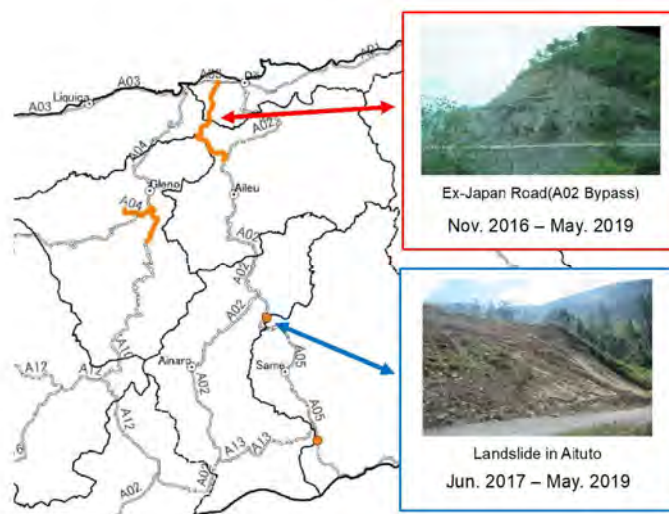 A01
A03
Liquica
A03
A02
A04
Gleno
A04
Aileu
A02
A02
A02
A05
Ainaro
Same
A02
A05
A12
A12
A12
A13
A13
A02
A02
Ex-Japan Road(A02 Bypass)
Nov. 2016 – May. 2019
Landslide in Aituto
Jun. 2017 – May. 2019